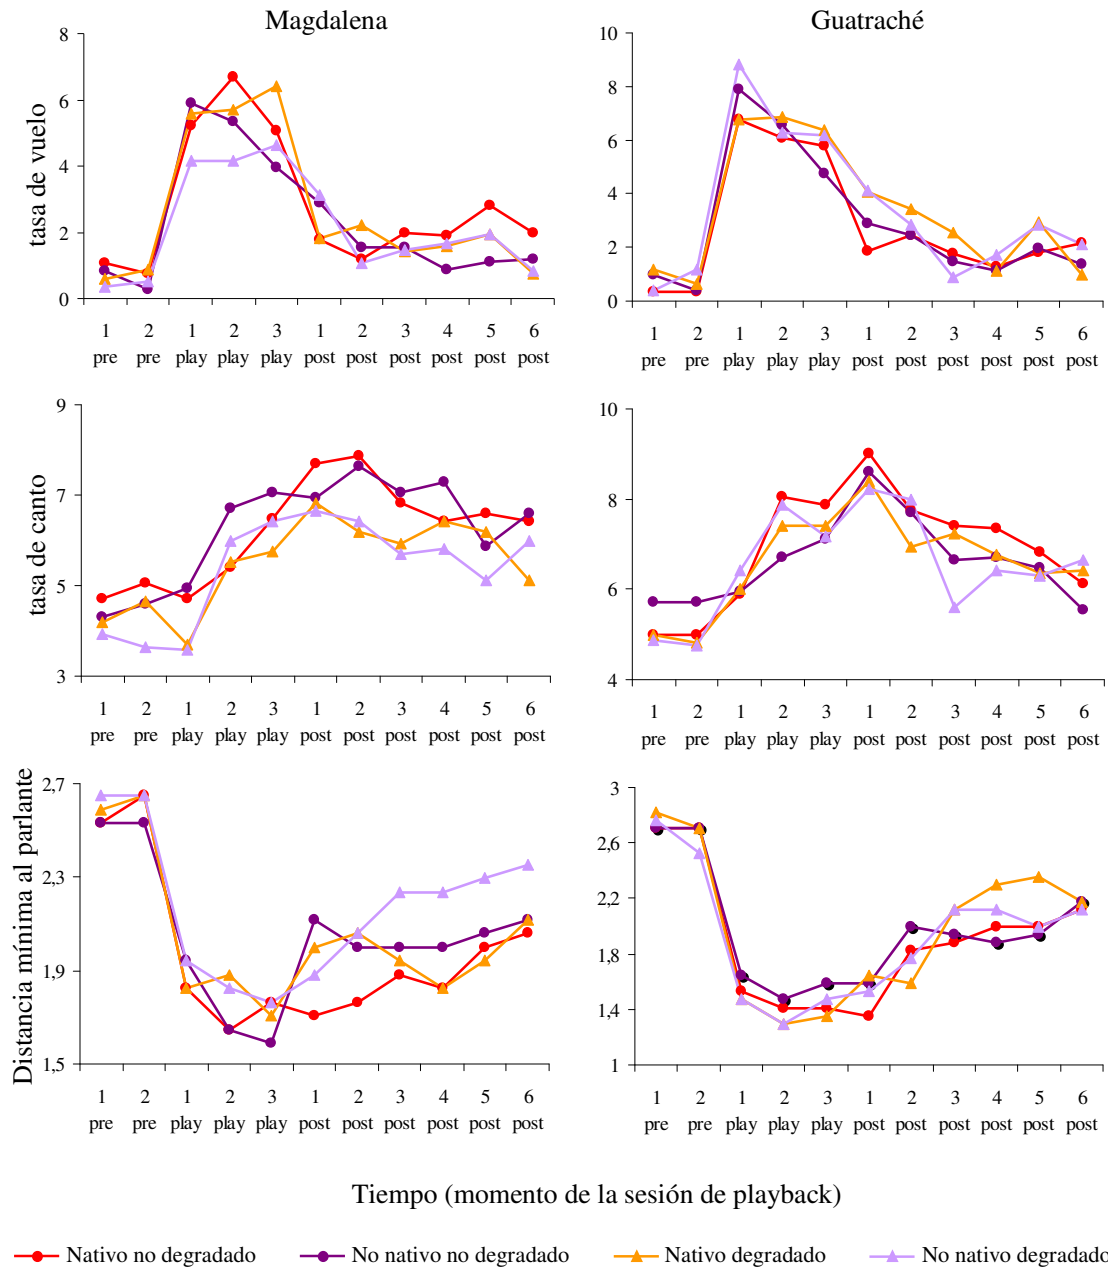 Magdalena
Guatraché
tasa de vuelo
8
6
4
2
0
1 2 1 2 3 1 2 3 4 5 6
pre pre play play play post post post post post post
10
8
6
4
2
0
1 2 1 2 3 1 2 3 4 5 6
pre pre play play play post post post post post post
tasa de canto
9
7
5
3
1 2 1 2 3 1 2 3 4 5 6
pre pre play play play post post post post post post
10
8
6
4
1 2 1 2 3 1 2 3 4 5 6
pre pre play play play post post post post post post
Distancia mínima al parlante
2,7
2,3
1,9
1,5
1 2 1 2 3 1 2 3 4 5 6
pre pre play play play post post post post post post
3
2,6
2,2
1,8
1,4
1
1 2 1 2 3 1 2 3 4 5 6
pre pre play play play post post post post post post
Tiempo (momento de la sesión de playback)
Nativo no degradado No nativo no degradado Nativo degradado No nativo degradado